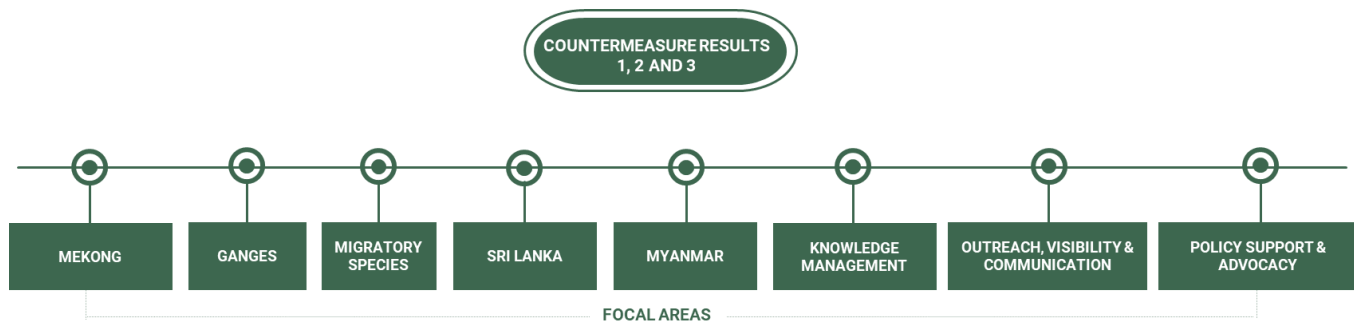 COUNTERMEASURE RESULTS
1, 2 AND 3
MEKONG
GANGES
MIGRATORY
SPECIES
SRI LANKA
MYANMAR
KNOWLEDGE
MANAGEMENT
OUTREACH, VISIBILITY &
COMMUNICATION
POLICY SUPPORT &
ADVOCACY
FOCAL AREAS